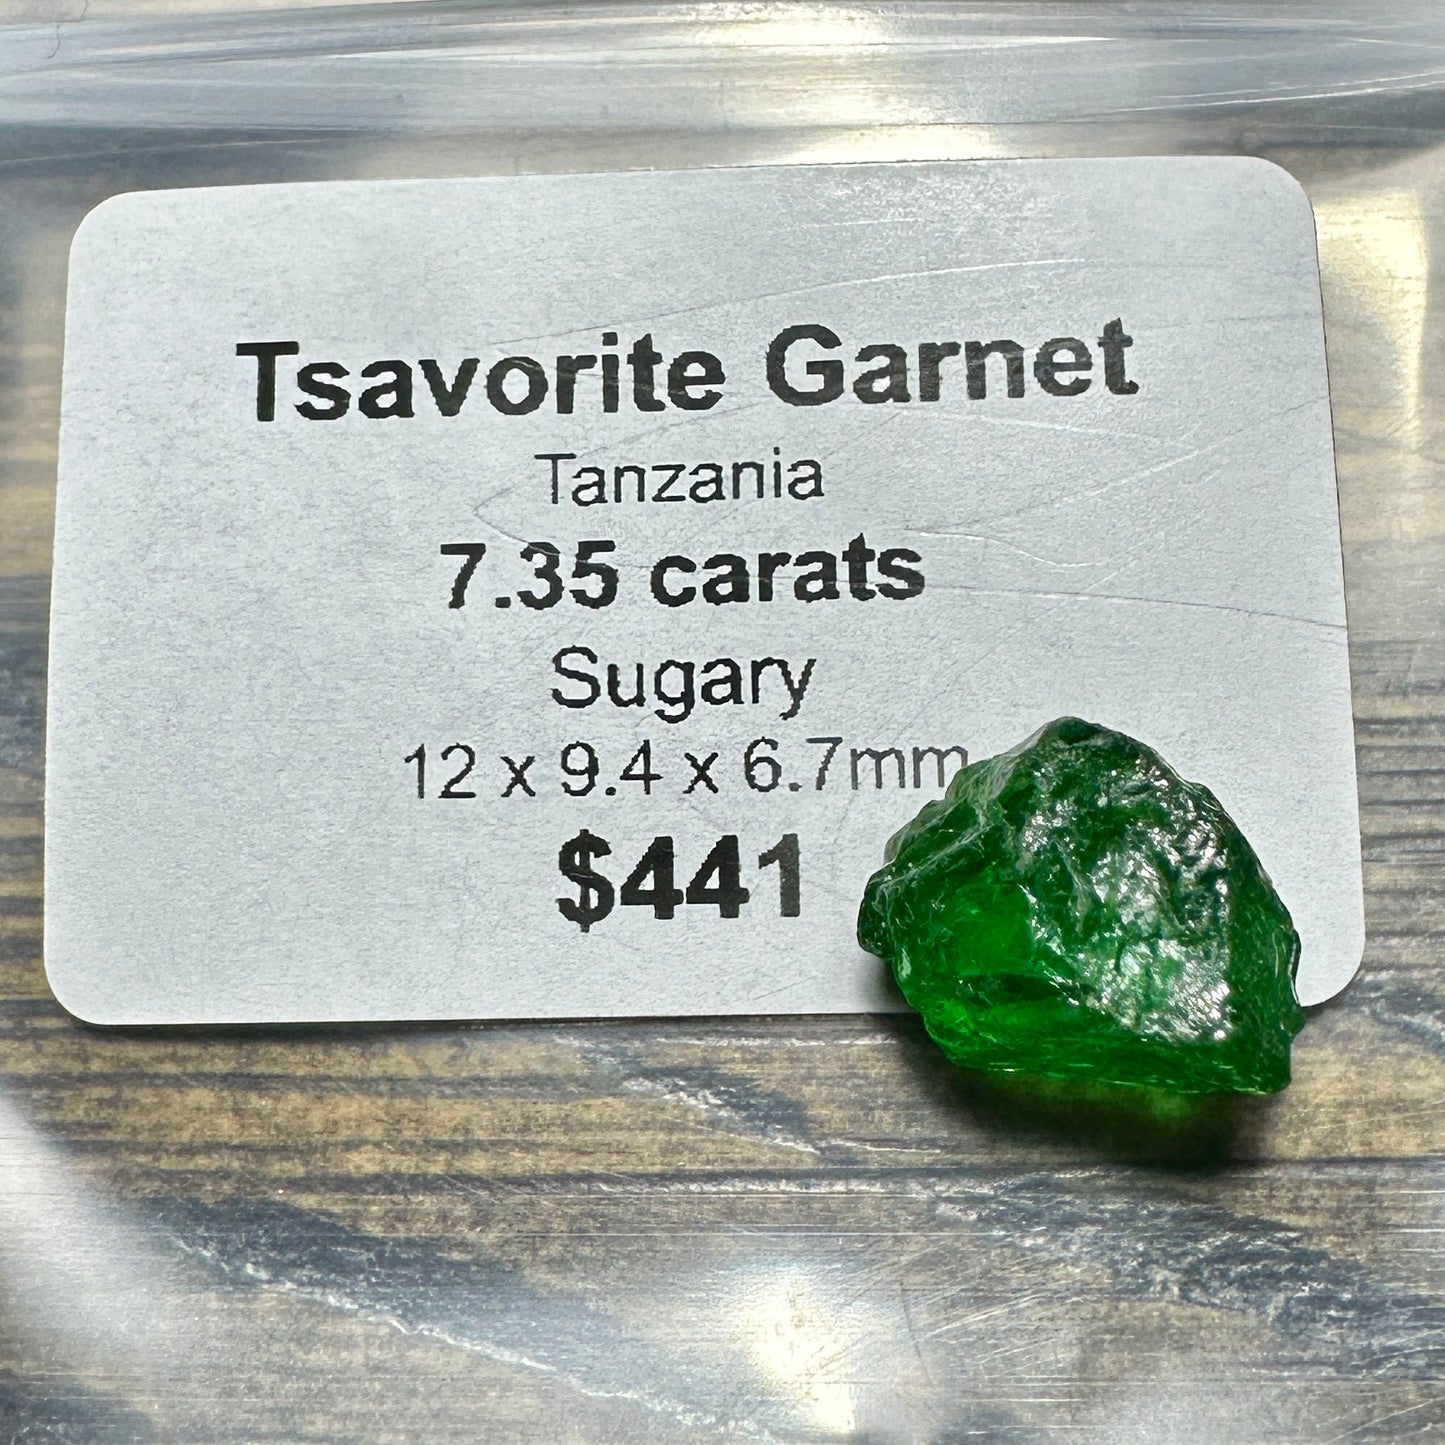 Tsavorite Garnet
Tanzania
7.35 carats
Sugary
12 x 9.4 x 6.7mm
$441